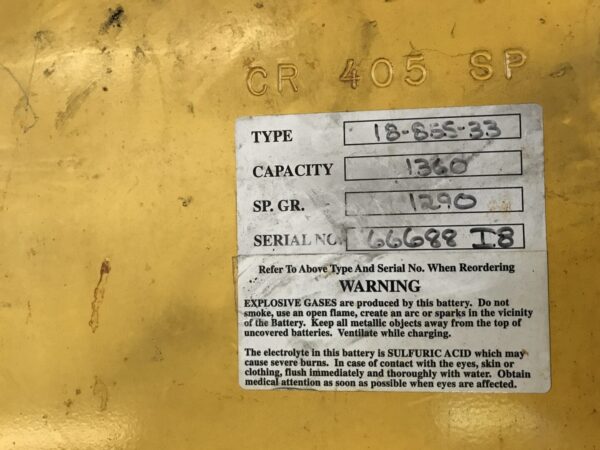 CR 405 SP
TYPE 18-85S-33
CAPACITY 1360
SP. GR. 1290
SERIAL NO. 66688 I8
Refer To Above Type And Serial No. When Reordering
WARNING
EXPLOSIVE GASES are produced by this battery. Do not
smoke, use an open flame, create an arc or sparks in the vicinity
of the Battery. Keep all metallic objects away from the top of
uncovered batteries. Ventilate while charging.
The electrolyte in this battery is SULFURIC ACID which may
cause severe burns. In case of contact with the eyes, skin or
clothing, flush immediately and thoroughly with water. Obtain
medical attention as soon as possible when eyes are affected.